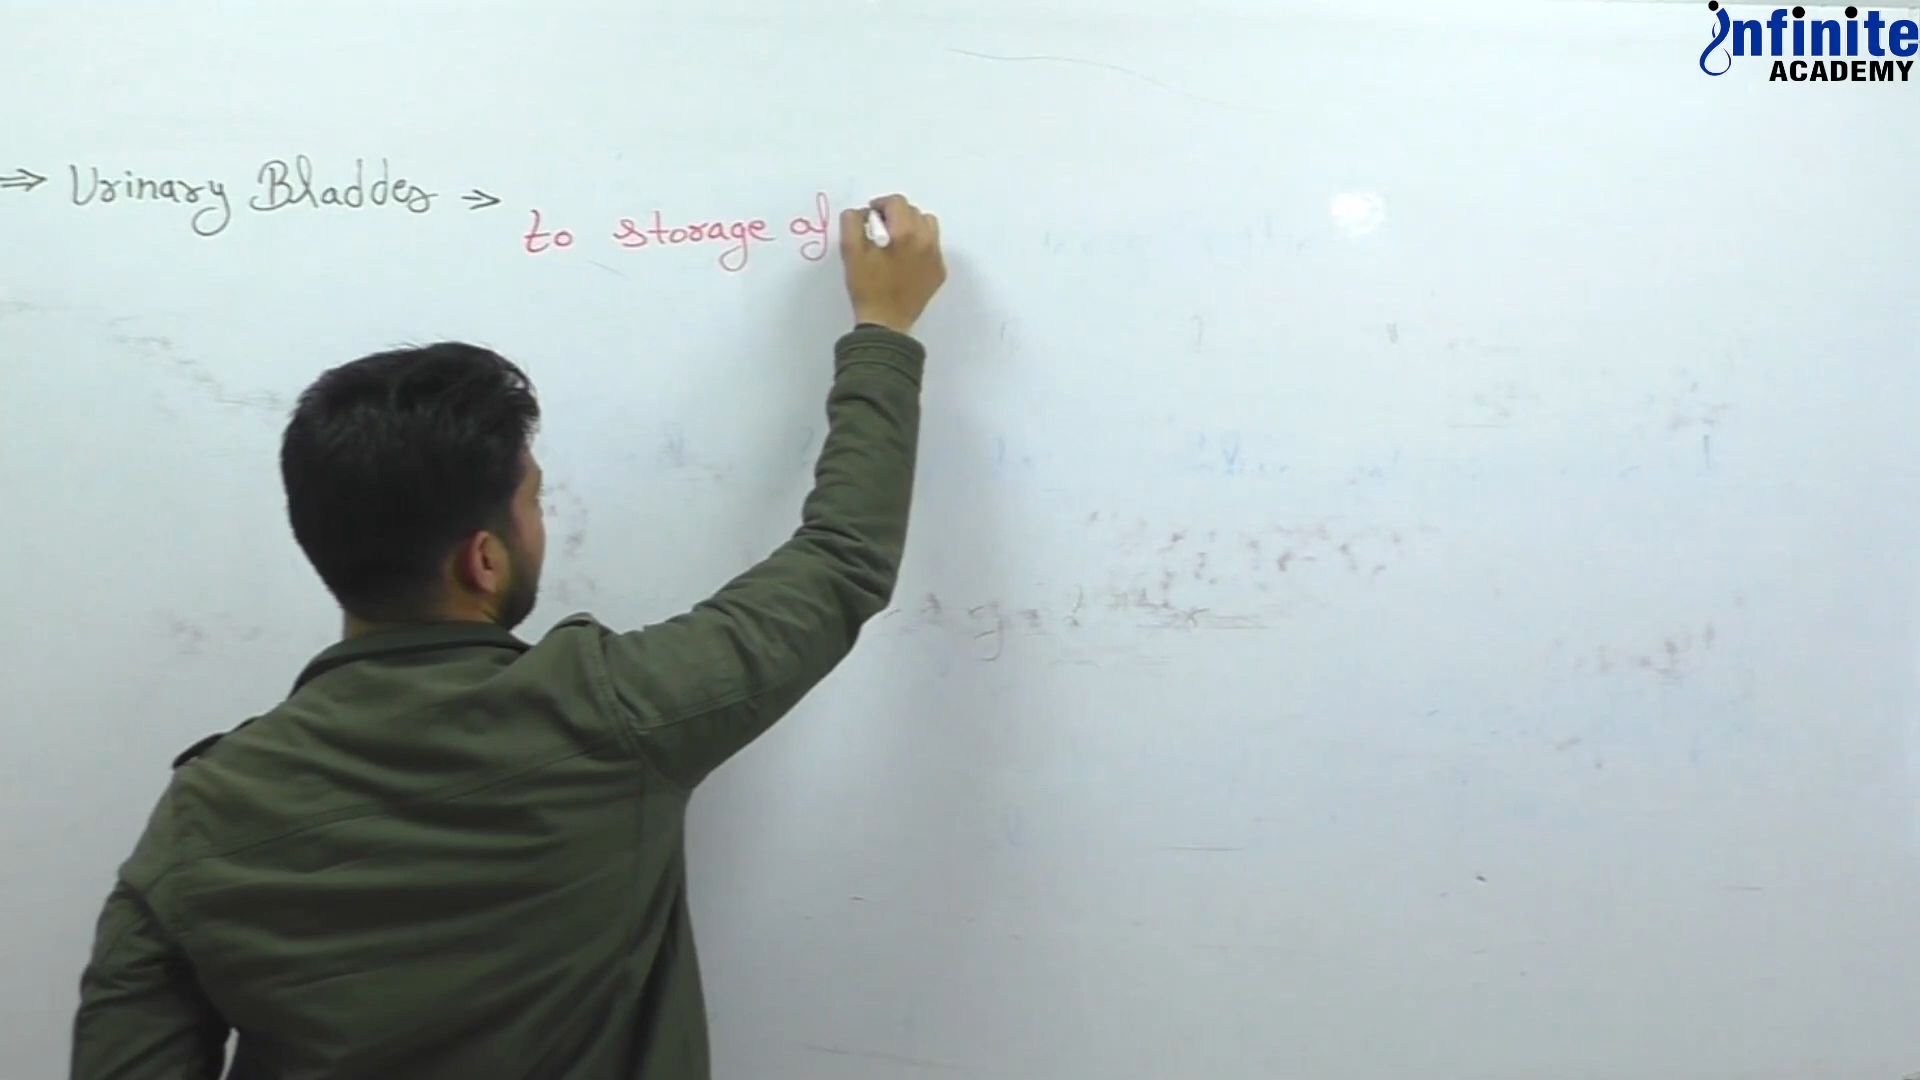 infinite
ACADEMY
⇒ Urinary Bladder →
to storage of